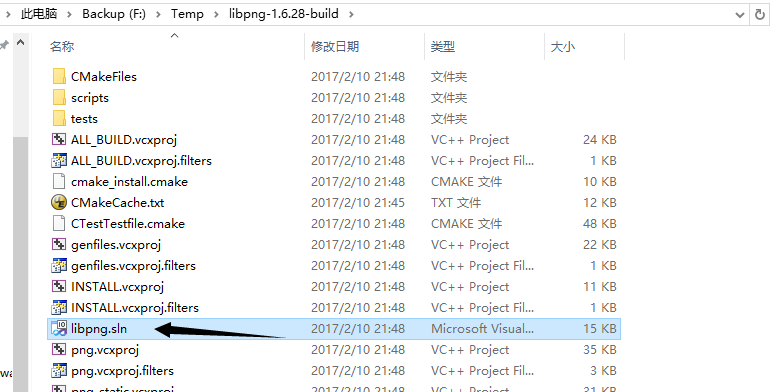 此电脑 › Backup (F:) › Temp › libpng-1.6.28-build ›
名称 修改日期 类型 大小
CMakeFiles 2017/2/10 21:48 文件夹
scripts 2017/2/10 21:48 文件夹
tests 2017/2/10 21:48 文件夹
ALL_BUILD.vcxproj 2017/2/10 21:48 VC++ Project 24 KB
ALL_BUILD.vcxproj.filters 2017/2/10 21:48 VC++ Project Fil... 1 KB
cmake_install.cmake 2017/2/10 21:48 CMAKE 文件 10 KB
CMakeCache.txt 2017/2/10 21:45 TXT 文件 12 KB
CTestTestfile.cmake 2017/2/10 21:48 CMAKE 文件 48 KB
genfiles.vcxproj 2017/2/10 21:48 VC++ Project 22 KB
genfiles.vcxproj.filters 2017/2/10 21:48 VC++ Project Fil... 1 KB
INSTALL.vcxproj 2017/2/10 21:48 VC++ Project 11 KB
INSTALL.vcxproj.filters 2017/2/10 21:48 VC++ Project Fil... 1 KB
libpng.sln 2017/2/10 21:48 Microsoft Visual... 15 KB
png.vcxproj 2017/2/10 21:48 VC++ Project 35 KB
png.vcxproj.filters 2017/2/10 21:48 VC++ Project Fil... 3 KB
png_static.vcxproj 2017/2/10 21:48 VC++ Project 31 KB
wa